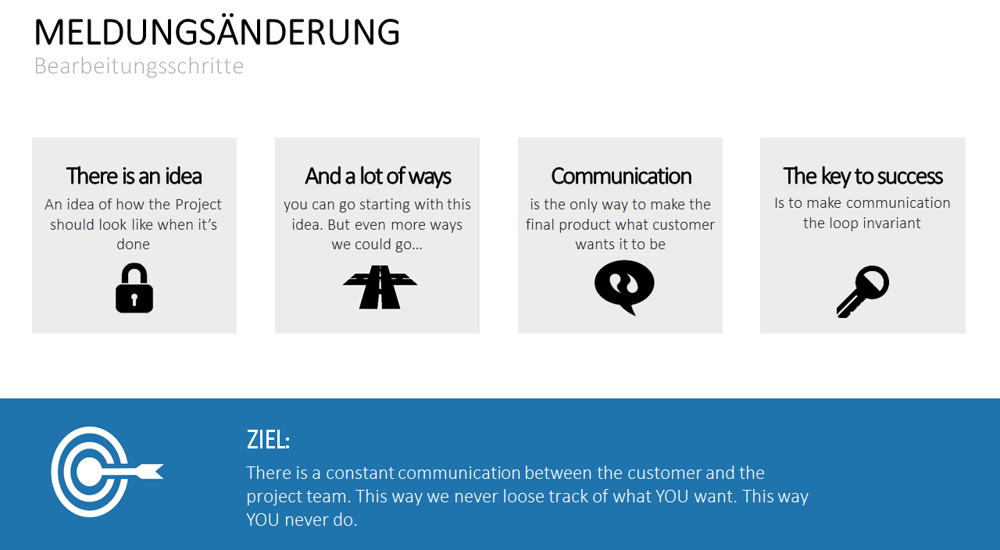 MELDUNGSÄNDERUNG
Bearbeitungsschritte
There is an idea
An idea of how the Project
should look like when it’s
done
And a lot of ways
you can go starting with this
idea. But even more ways
we could go…
Communication
is the only way to make the
final product what customer
wants it to be
The key to success
Is to make communication
the loop invariant
ZIEL:
There is a constant communication between the customer and the
project team. This way we never loose track of what YOU want. This way
YOU never do.